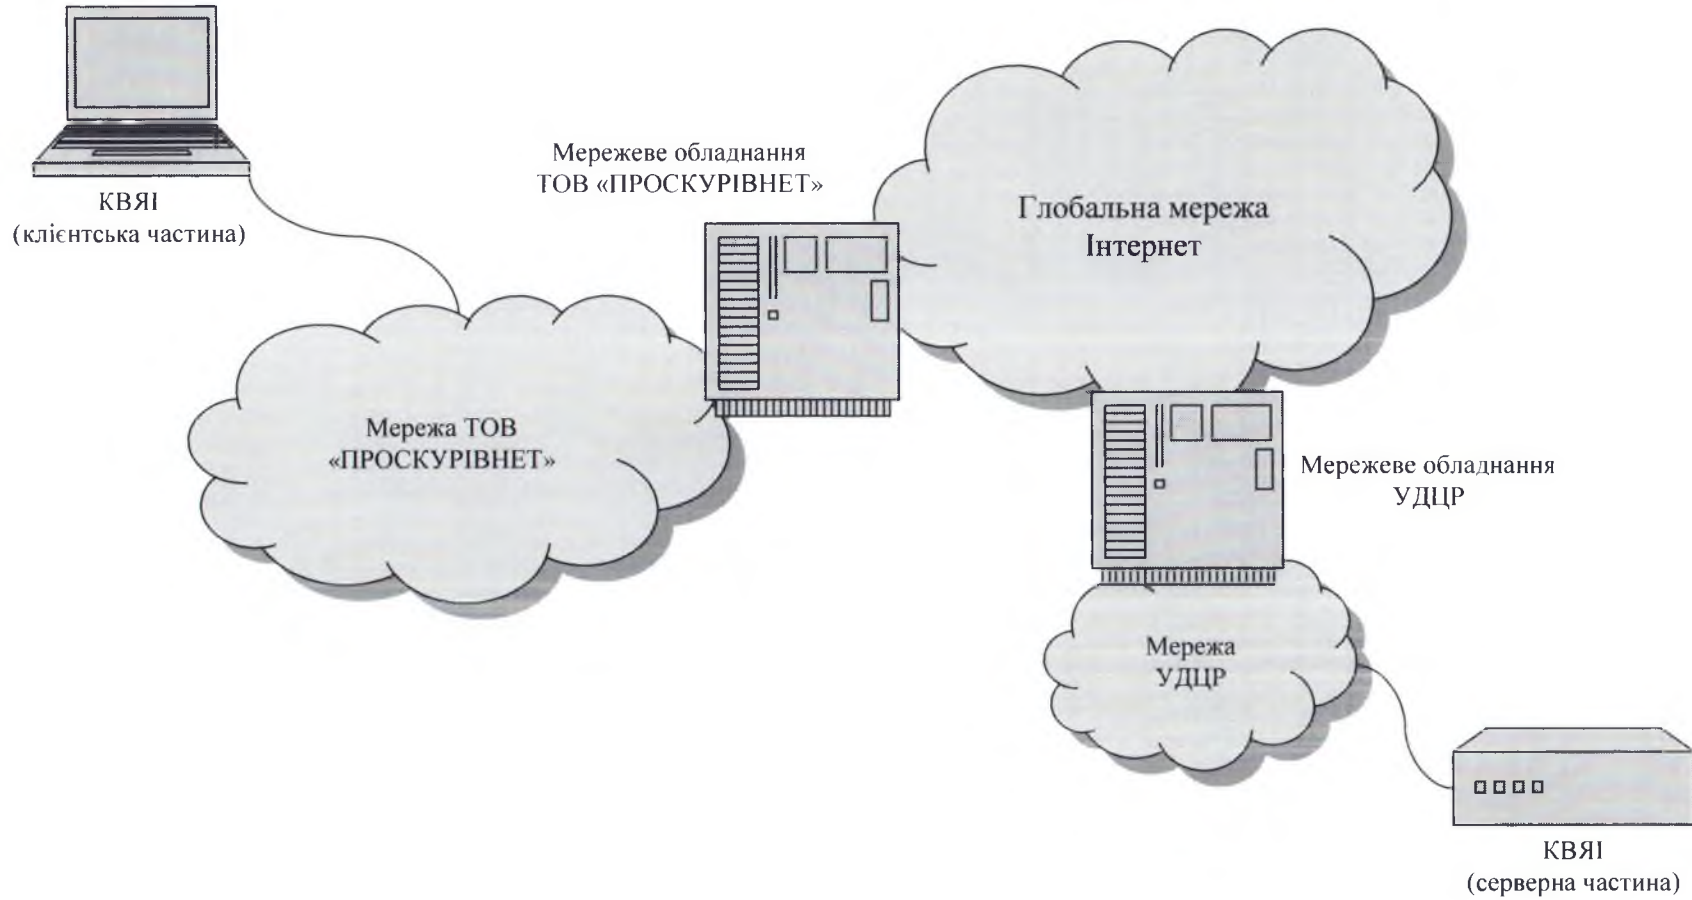 КВЯІ
(клієнтська частина)
Мережеве обладнання
ТОВ «ПРОСКУРІВНЕТ»
Глобальна мережа
Інтернет
Мережа ТОВ
«ПРОСКУРІВНЕТ»
Мережеве обладнання
УДЦР
Мережа
УДЦР
КВЯІ
(серверна частина)